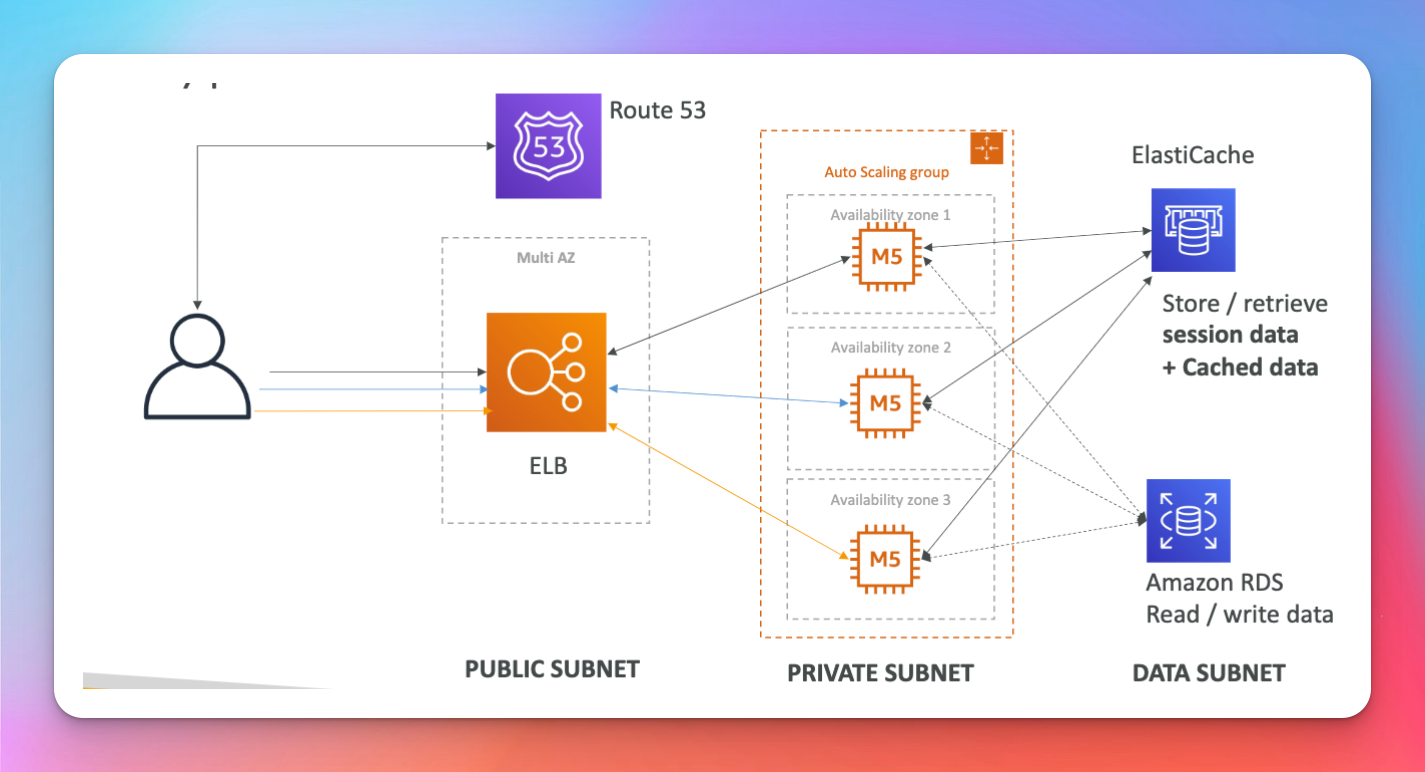 Route 53
53
Multi AZ
ELB
PUBLIC SUBNET
Auto Scaling group
Availability zone 1
M5
Availability zone 2
M5
Availability zone 3
M5
PRIVATE SUBNET
ElastiCache
Store / retrieve
session data
+ Cached data
Amazon RDS
Read / write data
DATA SUBNET